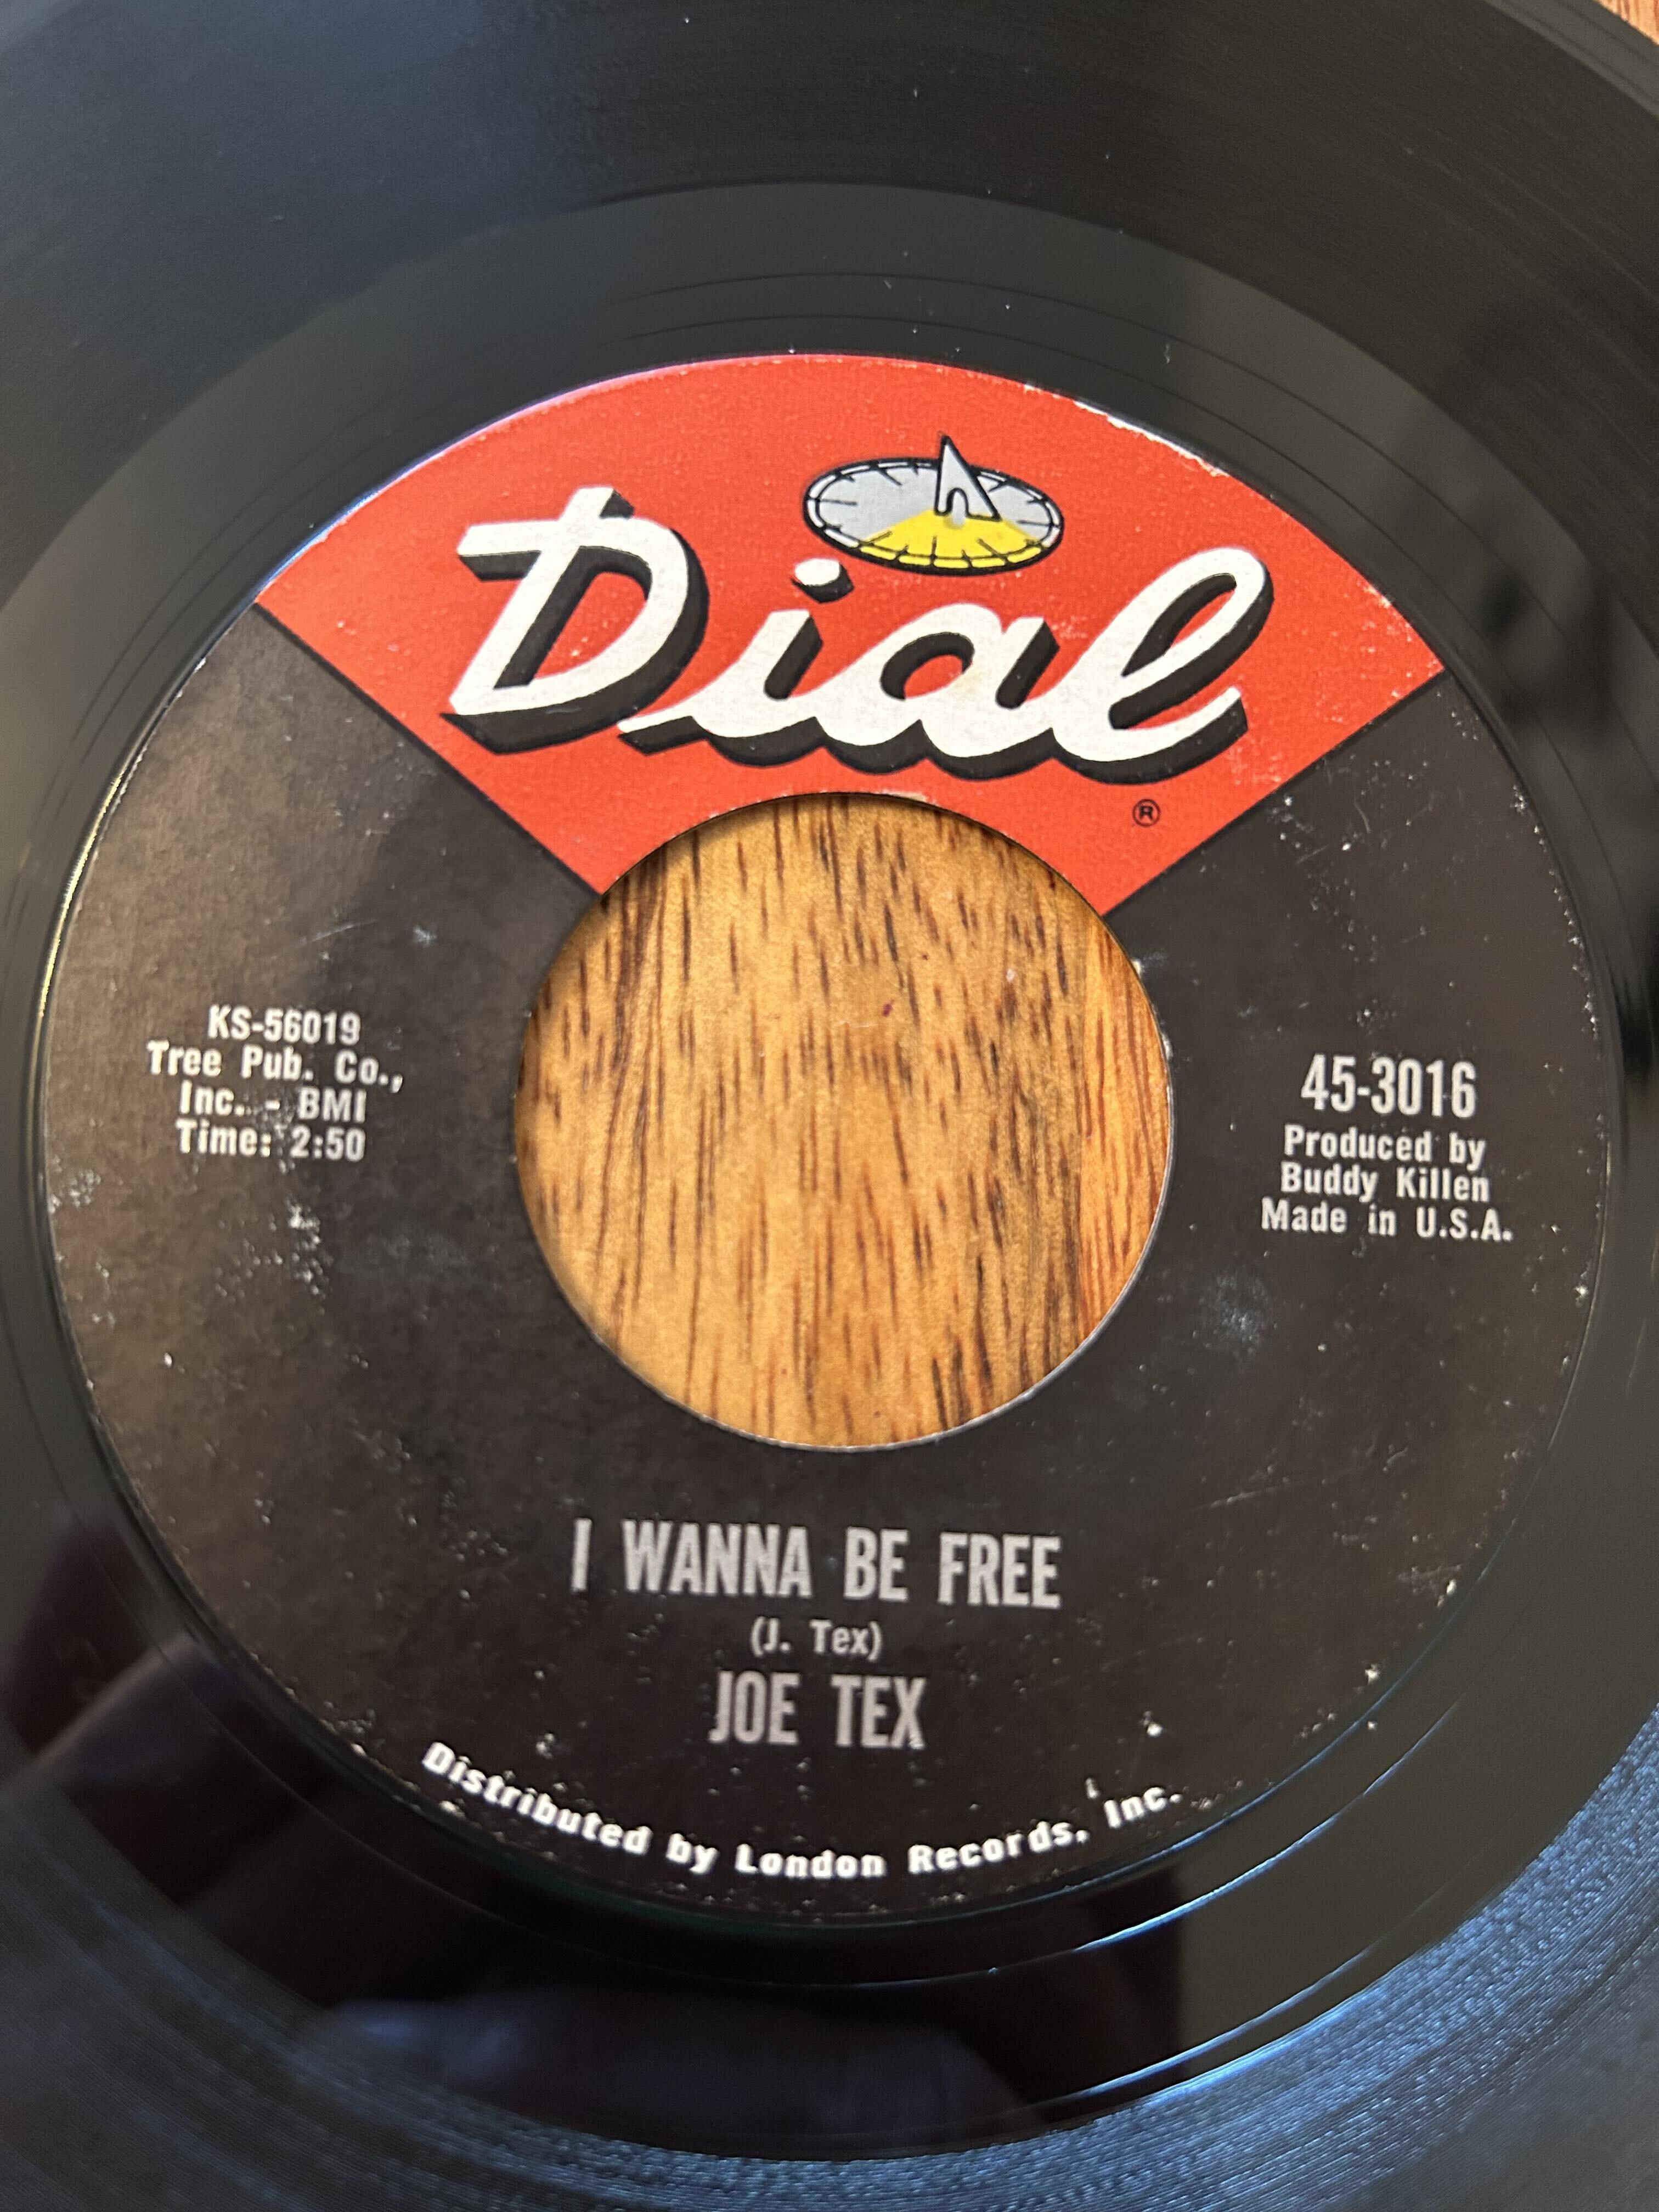 Dial
®
KS-56019
Tree Pub. Co.,
Inc. - BMI
Time: 2:50
45-3016
Produced by
Buddy Killen
Made in U.S.A.
I WANNA BE FREE
(J. Tex)
JOE TEX
Distributed by London Records, Inc.